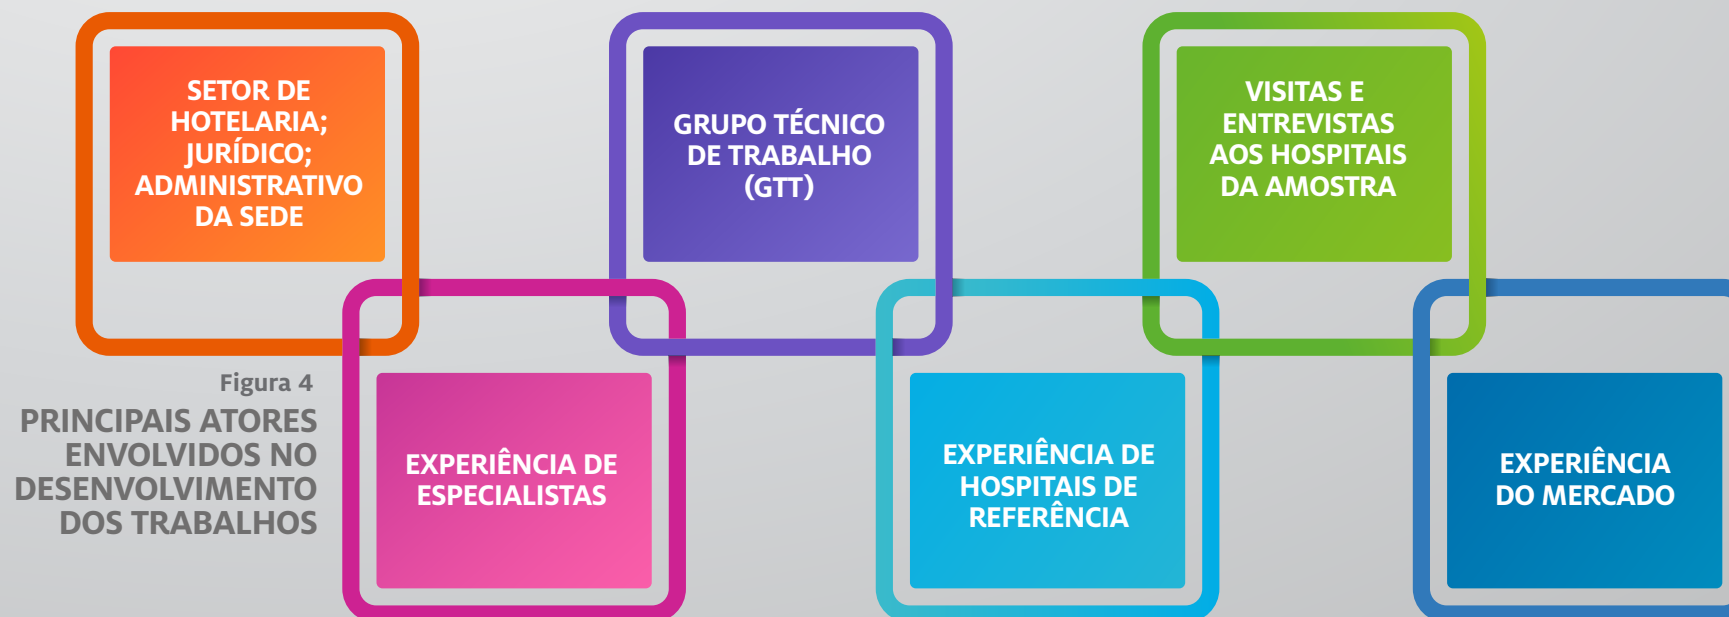 SETOR DE
HOTELARIA;
JURÍDICO;
ADMINISTRATIVO
DA SEDE
GRUPO TÉCNICO
DE TRABALHO
(GTT)
VISITAS E
ENTREVISTAS
AOS HOSPITAIS
DA AMOSTRA
Figura 4
PRINCIPAIS ATORES
ENVOLVIDOS NO
DESENVOLVIMENTO
DOS TRABALHOS
EXPERIÊNCIA DE
ESPECIALISTAS
EXPERIÊNCIA DE
HOSPITAIS DE
REFERÊNCIA
EXPERIÊNCIA
DO MERCADO